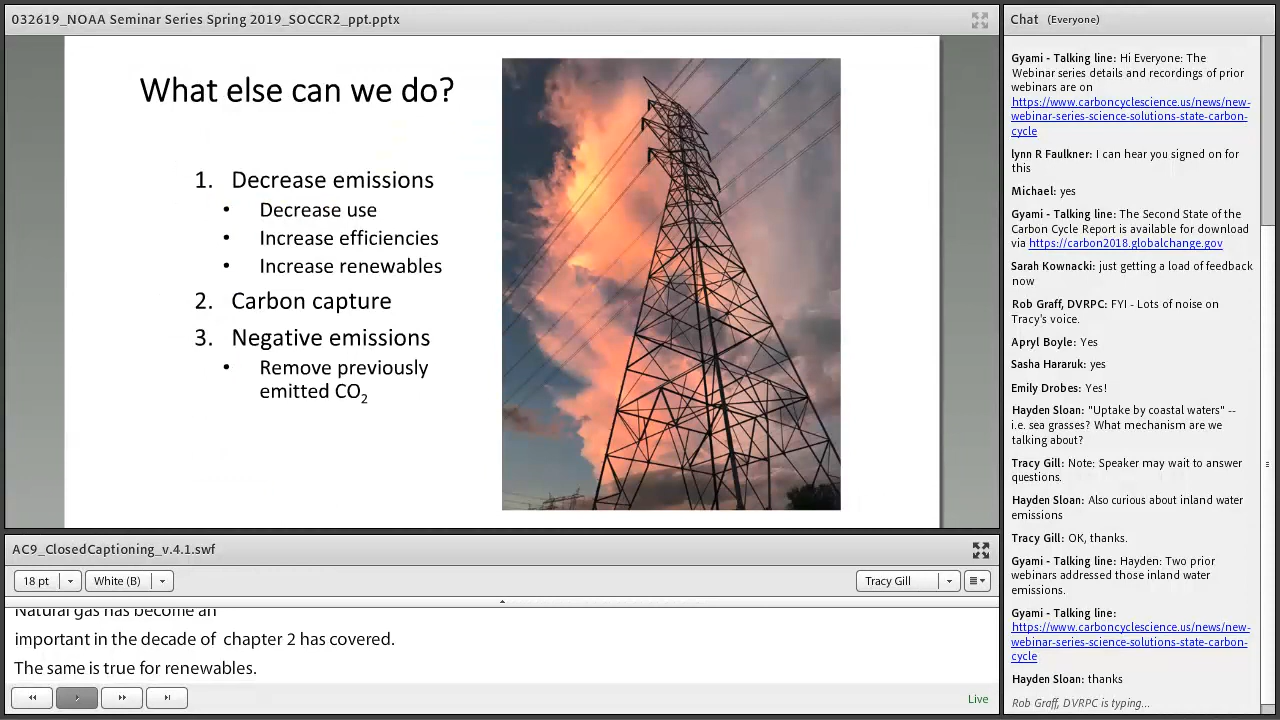 032619_NOAA Seminar Series Spring 2019_SOCCR2_ppt.pptx
What else can we do?
1. Decrease emissions
• Decrease use
• Increase efficiencies
• Increase renewables
2. Carbon capture
3. Negative emissions
• Remove previously
emitted CO2
AC9_ClosedCaptioning_v.4.1.swf
18 pt
White (B)
Tracy Gill
Natural gas has become an
important in the decade of  chapter 2 has covered.
The same is true for renewables.
Live
Chat (Everyone)
Gyami - Talking line: Hi Everyone: The
Webinar series details and recordings of prior
webinars are on
https://www.carboncyclescience.us/news/new-
webinar-series-science-solutions-state-carbon-
cycle
lynn R Faulkner: I can hear you signed on for
this
Michael: yes
Gyami - Talking line: The Second State of the
Carbon Cycle Report is available for download
via https://carbon2018.globalchange.gov
Sarah Kownacki: just getting a load of feedback
now
Rob Graff, DVRPC: FYI - Lots of noise on
Tracy's voice.
Apryl Boyle: Yes
Sasha Hararuk: yes
Emily Drobes: Yes!
Hayden Sloan: "Uptake by coastal waters" --
i.e. sea grasses? What mechanism are we
talking about?
Tracy Gill: Note: Speaker may wait to answer
questions.
Hayden Sloan: Also curious about inland water
emissions
Tracy Gill: OK, thanks.
Gyami - Talking line: Hayden: Two prior
webinars addressed those inland water
emissions.
Gyami - Talking line:
https://www.carboncyclescience.us/news/new-
webinar-series-science-solutions-state-carbon-
cycle
Hayden Sloan: thanks
Rob Graff, DVRPC is typing...